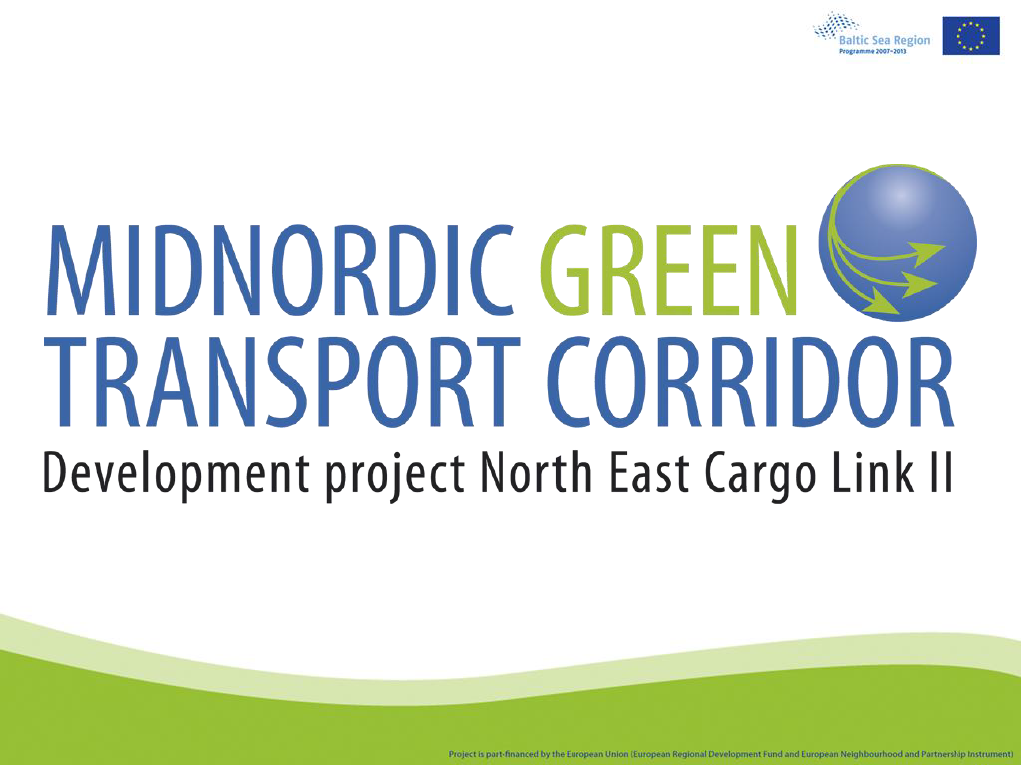 Baltic Sea Region
Programme 2007–2013
MIDNORDIC GREEN
TRANSPORT CORRIDOR
Development project North East Cargo Link II
Project is part-financed by the European Union (European Regional Development Fund and European Neighbourhood and Partnership Instrument)